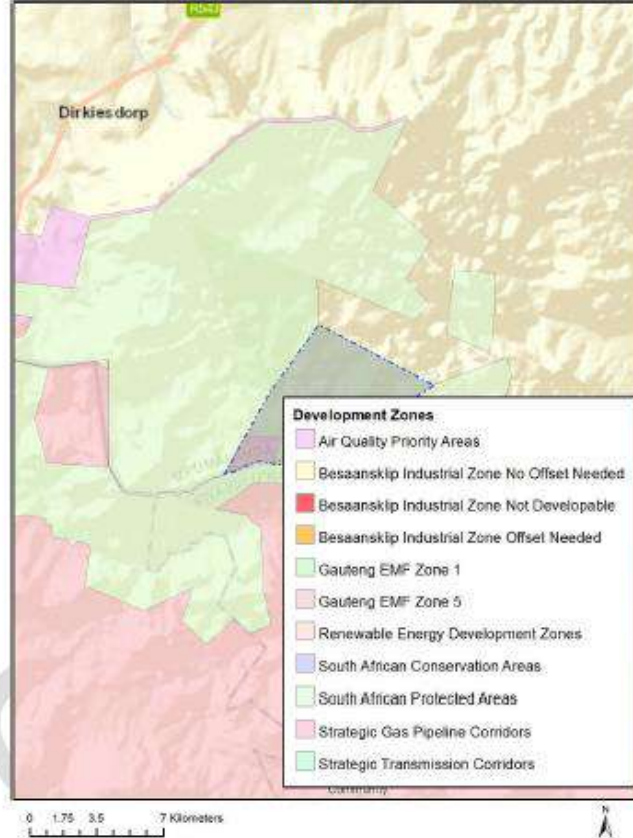 R543
Dirkiesdorp
Development Zones
Air Quality Priority Areas
Besaansklip Industrial Zone No Offset Needed
Besaansklip Industrial Zone Not Developable
Besaansklip Industrial Zone Offset Needed
Gauteng EMF Zone 1
Gauteng EMF Zone 5
Renewable Energy Development Zones
South African Conservation Areas
South African Protected Areas
Strategic Gas Pipeline Corridors
Strategic Transmission Corridors
Community
0 1.75 3.5 7 Kilometers
N